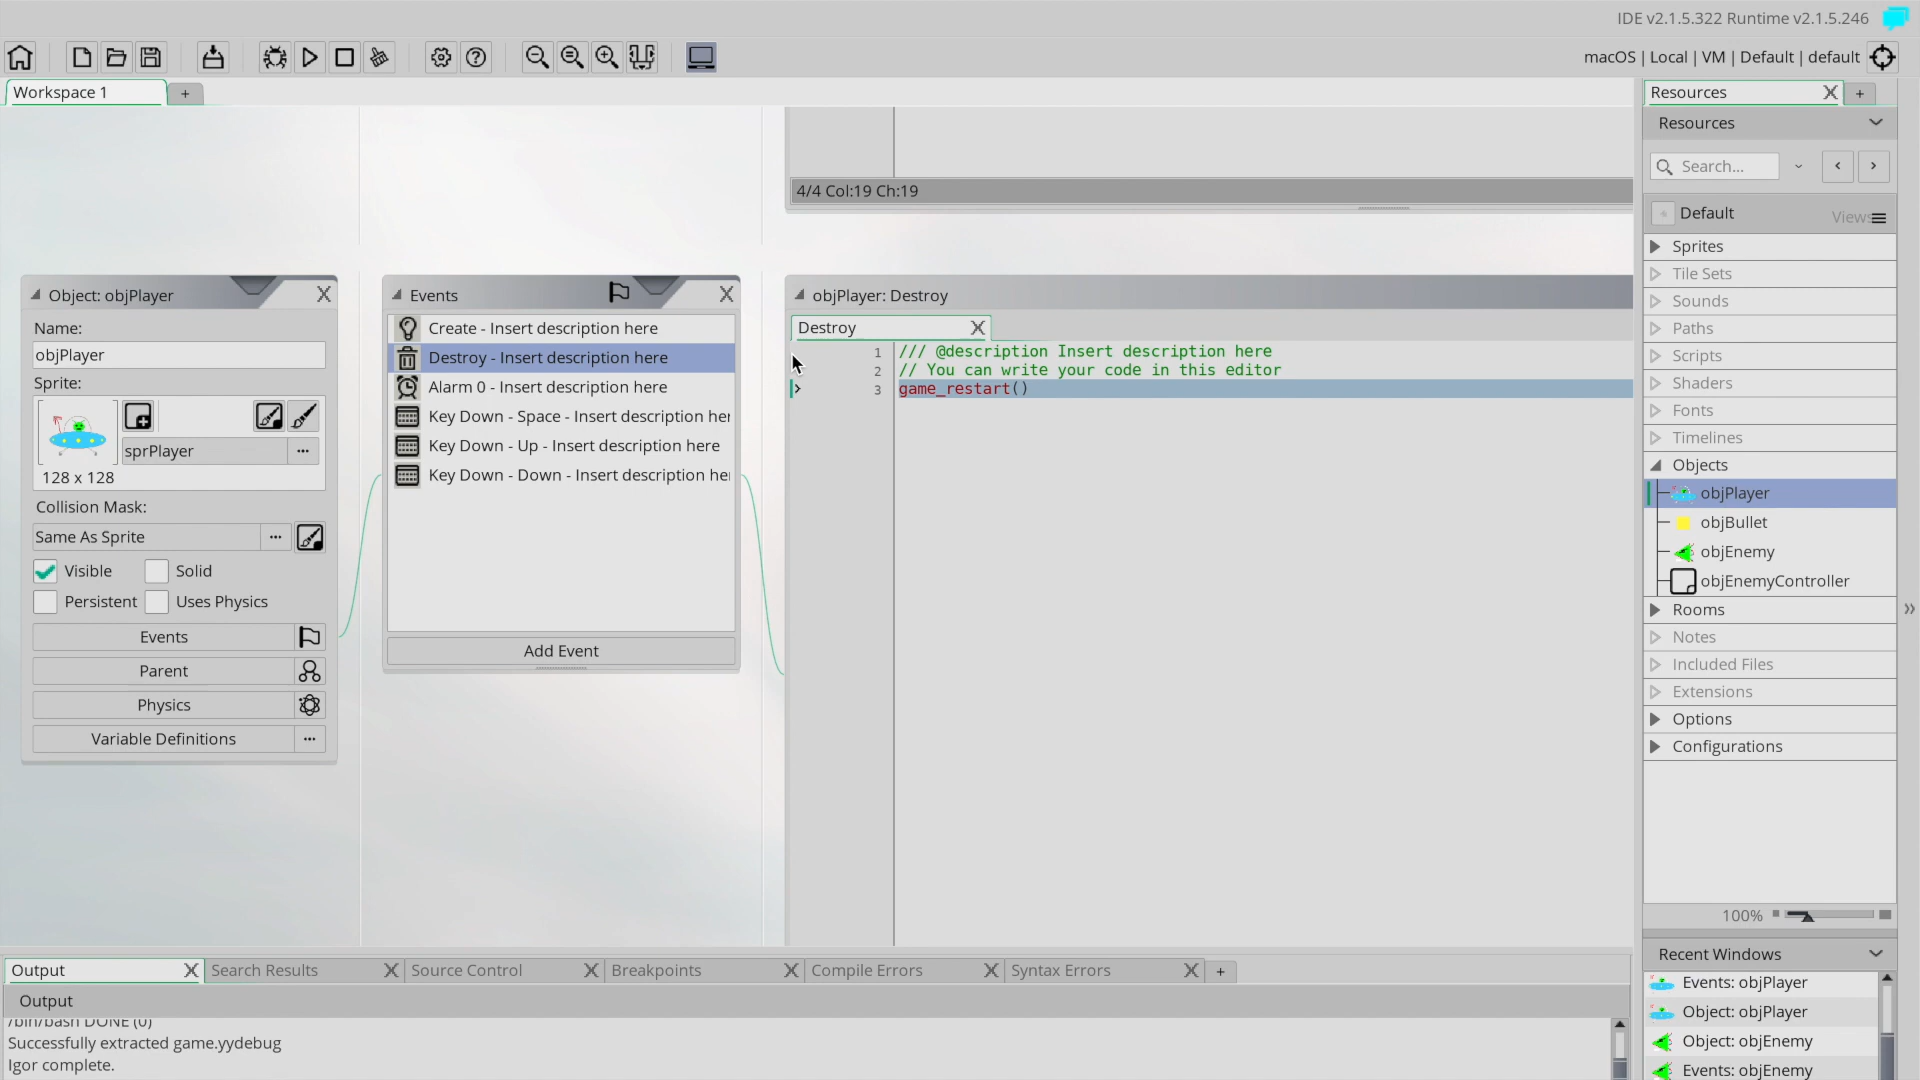 IDE v2.1.5.322 Runtime v2.1.5.246
macOS | Local | VM | Default | default
Workspace 1
+
4/4 Col:19 Ch:19
Object: objPlayer
Name:
objPlayer
Sprite:
sprPlayer
128 x 128
Collision Mask:
Same As Sprite
Visible
Solid
Persistent
Uses Physics
Events
Parent
Physics
Variable Definitions
Events
Create - Insert description here
Destroy - Insert description here
Alarm 0 - Insert description here
Key Down - Space - Insert description her
Key Down - Up - Insert description here
Key Down - Down - Insert description her
Add Event
objPlayer: Destroy
Destroy
1 /// @description Insert description here
2 // You can write your code in this editor
3 game_restart()
Resources
+
Resources
Search...
Default
Views
Sprites
Tile Sets
Sounds
Paths
Scripts
Shaders
Fonts
Timelines
Objects
objPlayer
objBullet
objEnemy
objEnemyController
Rooms
Notes
Included Files
Extensions
Options
Configurations
100%
Recent Windows
Events: objPlayer
Object: objPlayer
Object: objEnemy
Events: objEnemy
Output
Search Results
Source Control
Breakpoints
Compile Errors
Syntax Errors
+
Output
/bin/bash DONE (0)
Successfully extracted game.yydebug
Igor complete.